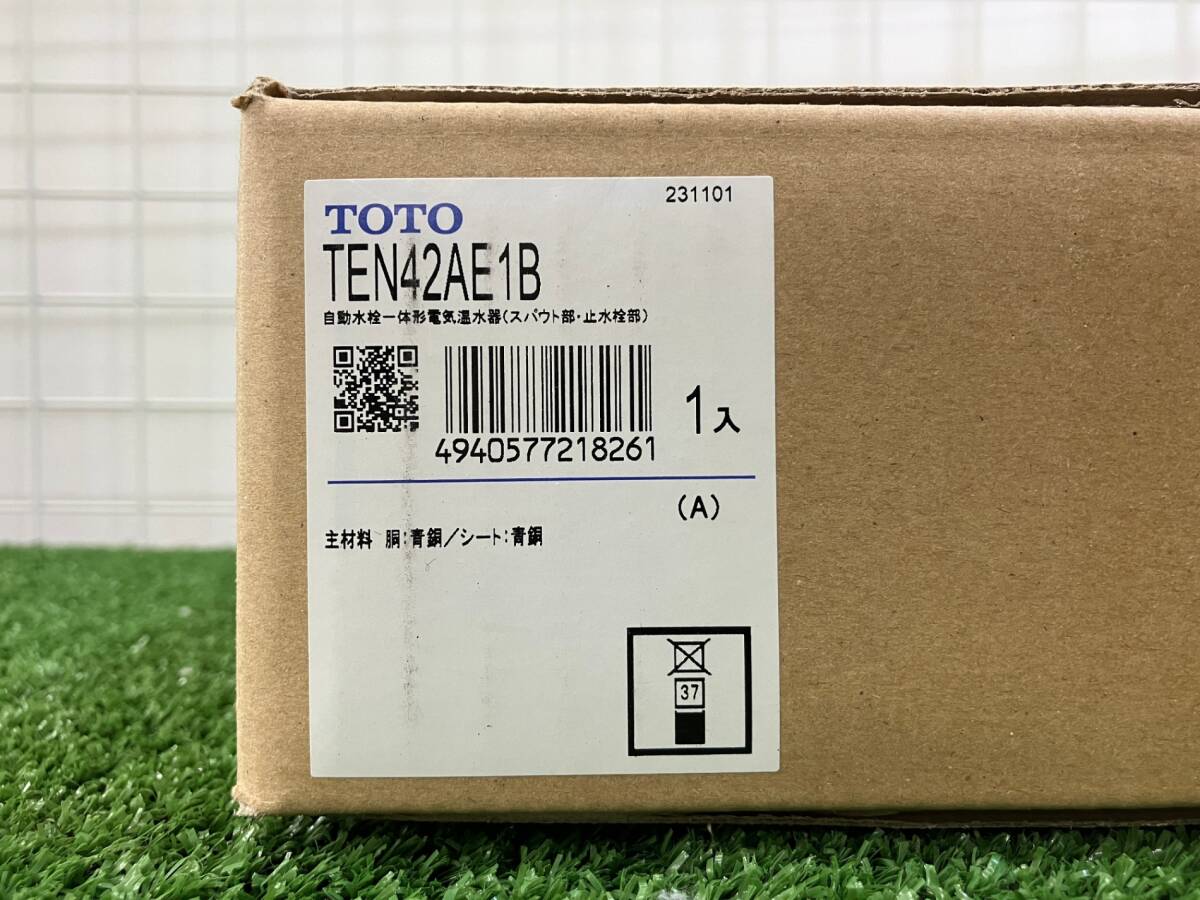 TOTO
231101
TEN42AE1B
自動水栓一体形電気温水器(スパウト部・止水栓部)
4940577218261
1入
(A)
主材料 胴:青銅/シート:青銅
37